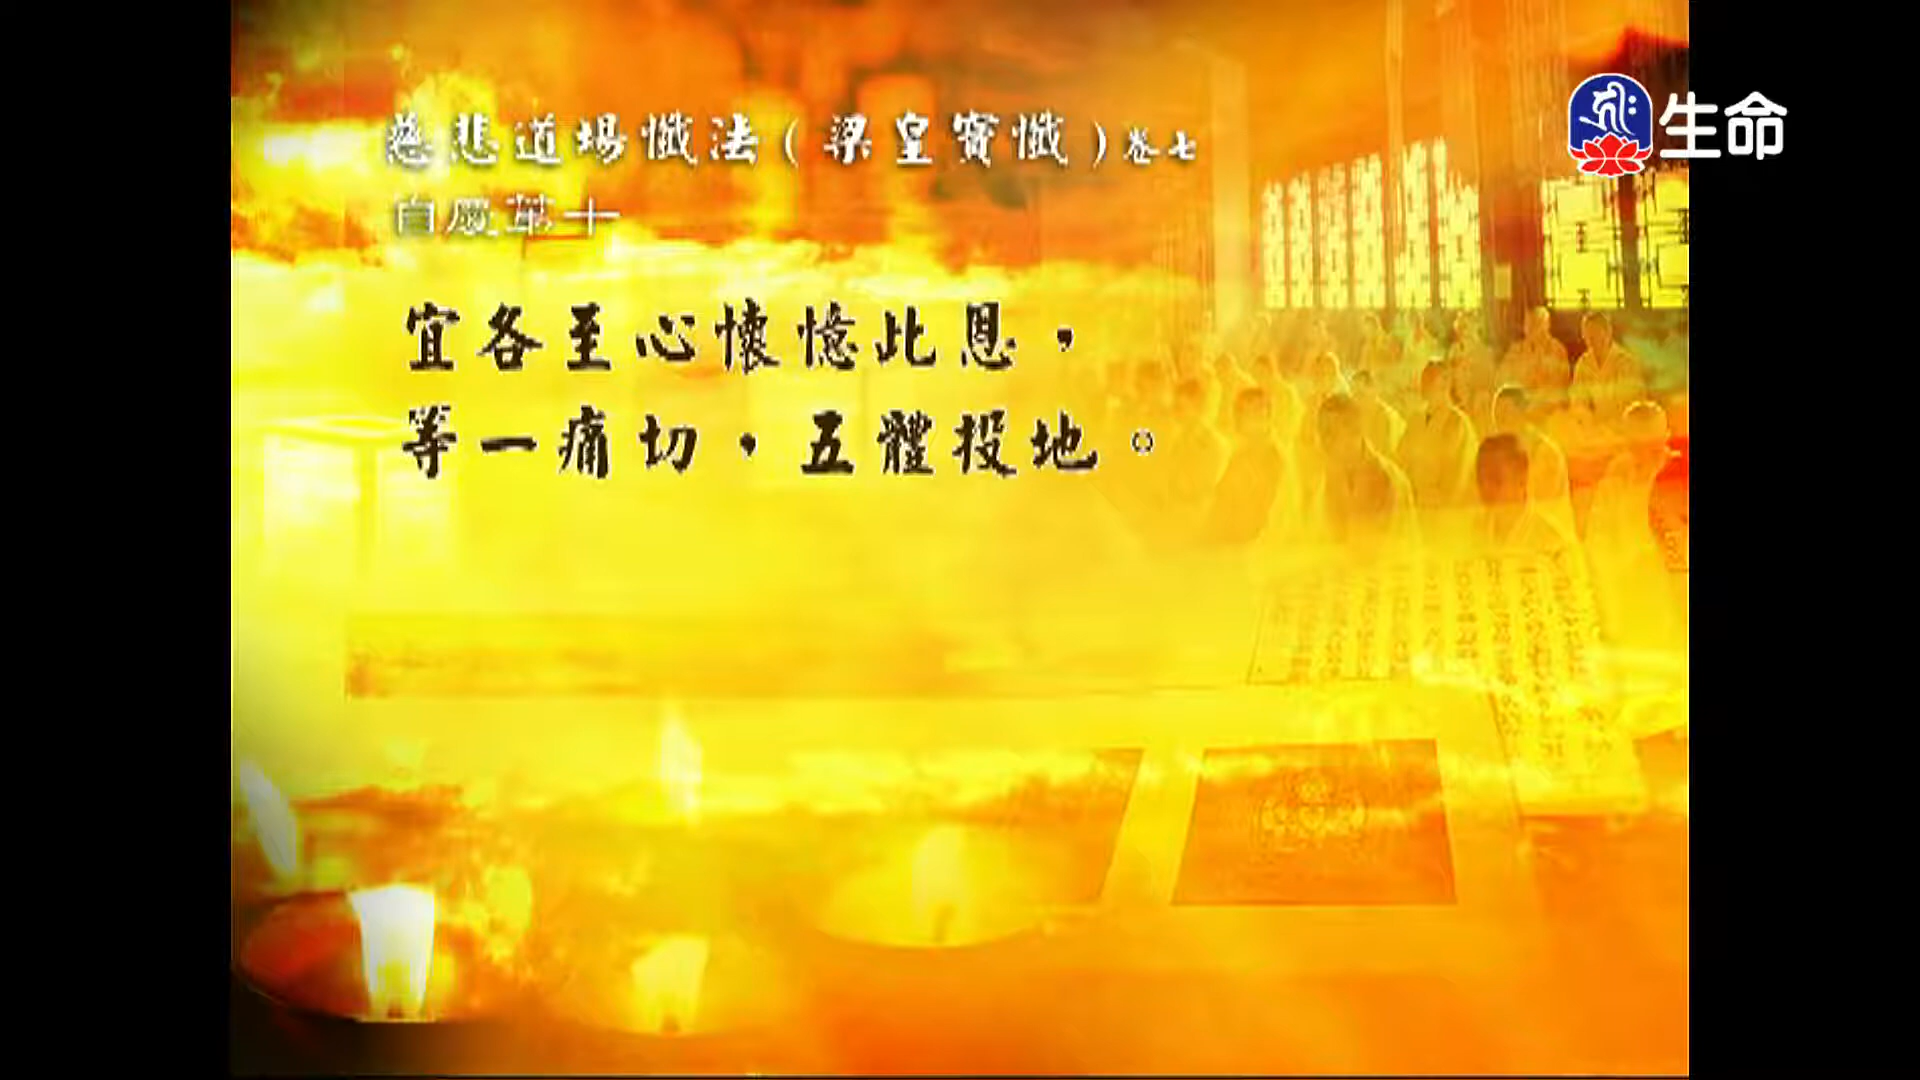 慈悲道場懺法(梁皇寶懺)卷七
自慶第十
宜各至心懷憶此恩，
等一痛切，五體投地。
生命